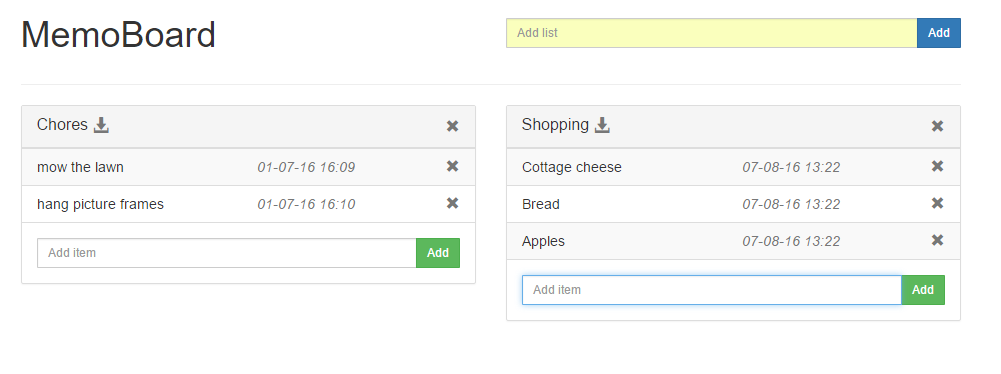 MemoBoard
Add list Add
Chores
mow the lawn 01-07-16 16:09
hang picture frames 01-07-16 16:10
Add item Add
Shopping
Cottage cheese 07-08-16 13:22
Bread 07-08-16 13:22
Apples 07-08-16 13:22
Add item Add